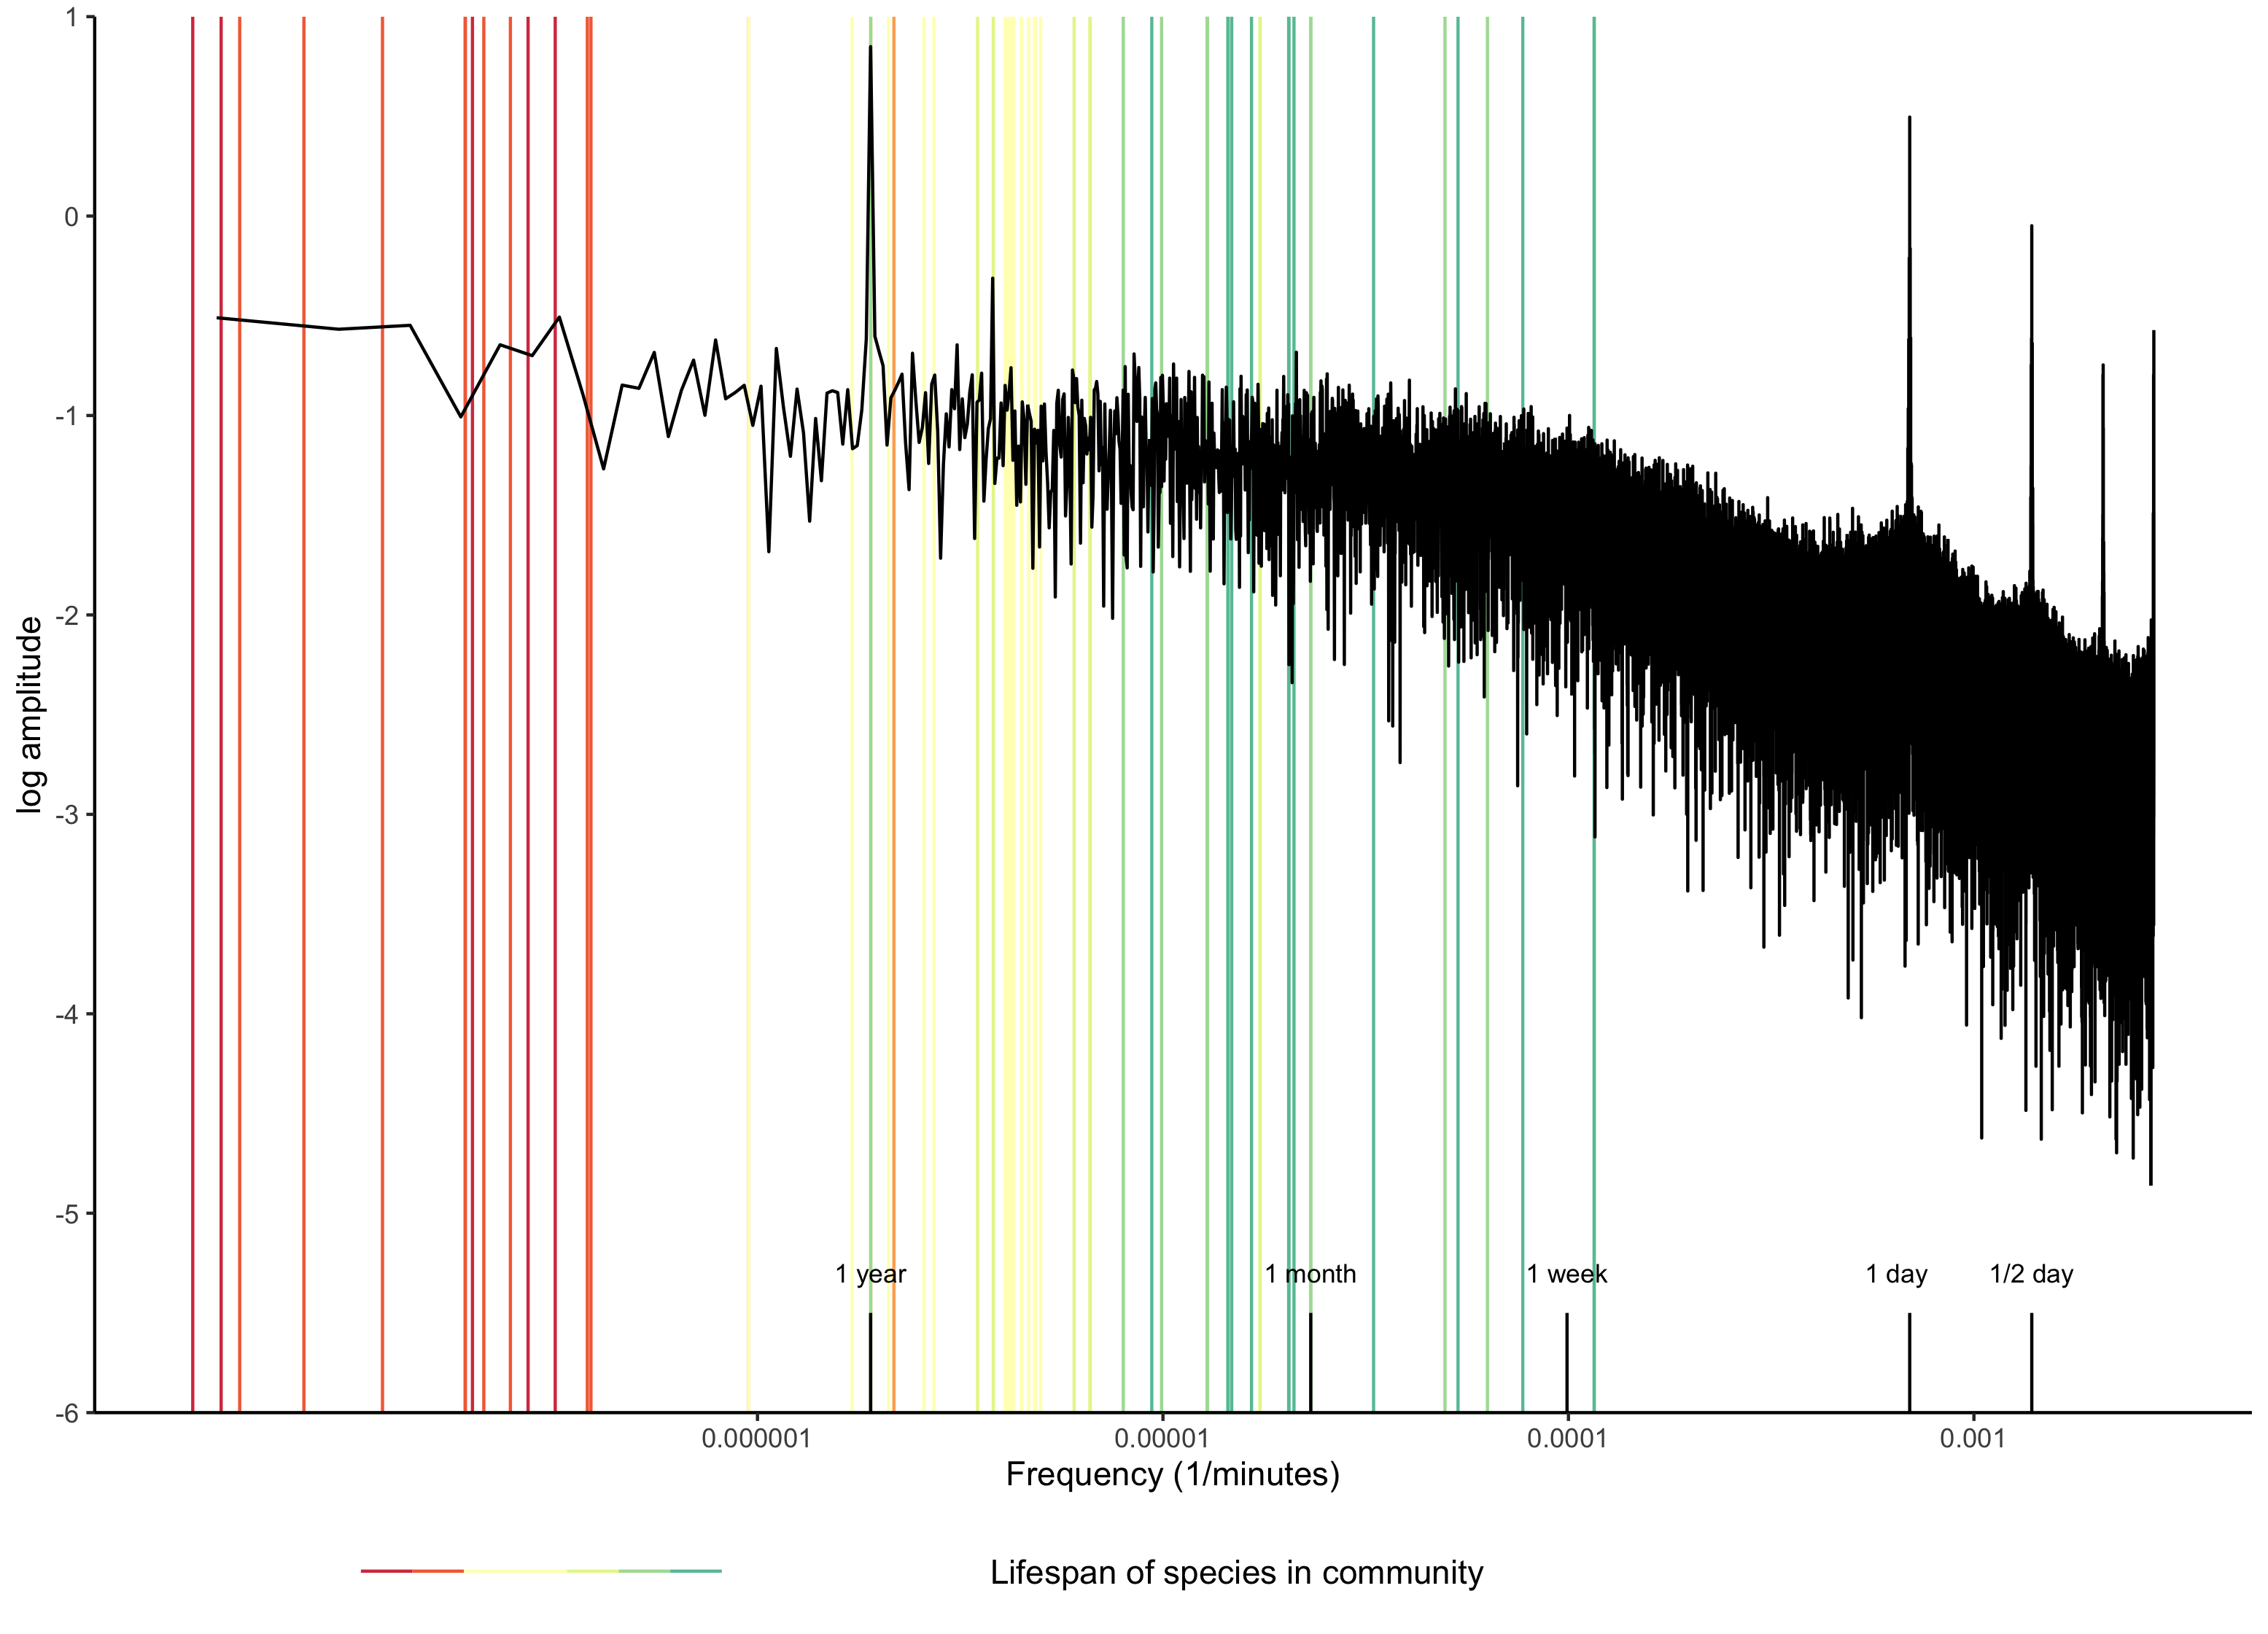 1
0
-1
-2
-3
-4
-5
-6
log amplitude
1 year
1 month
1 week
1 day
1/2 day
0.000001
0.00001
0.0001
0.001
Frequency (1/minutes)
Lifespan of species in community